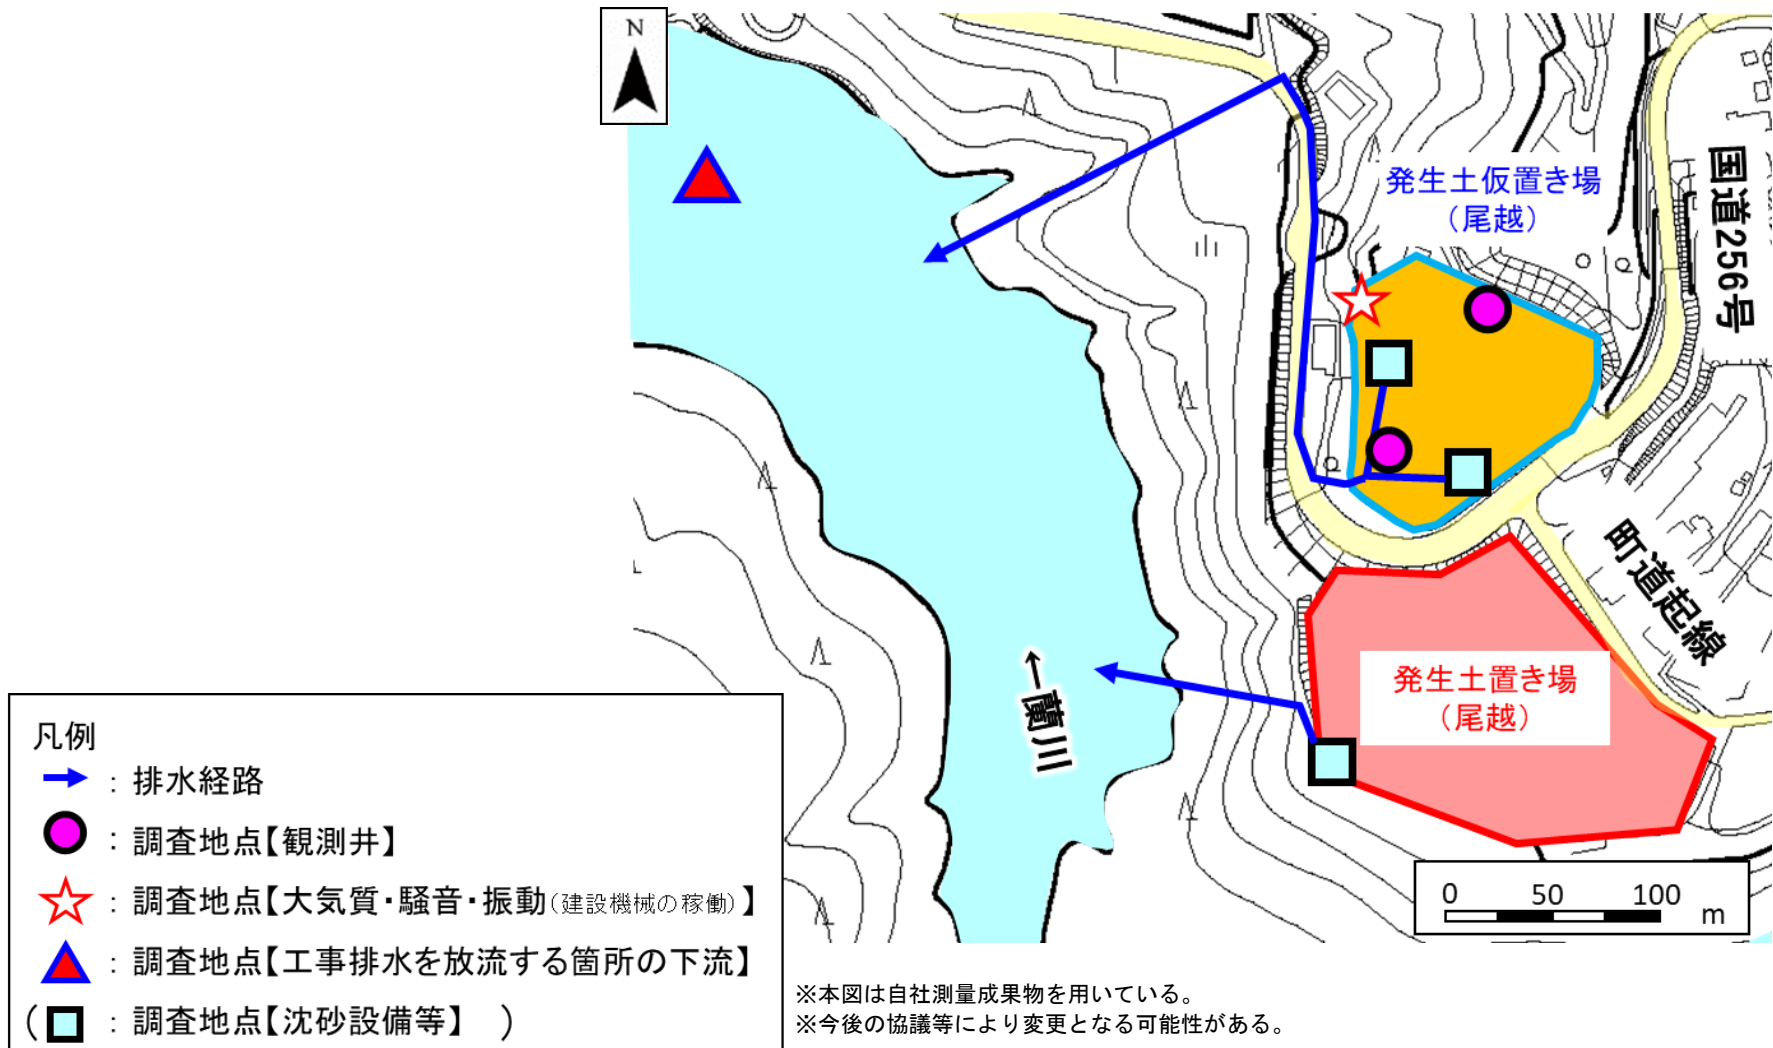 N
発生土仮置き場
（尾越）
国道256号
町道起線
発生土置き場
（尾越）
←蘭川
0 50 100 m
凡例
：排水経路
：調査地点【観測井】
：調査地点【大気質・騒音・振動（建設機械の稼働）】
：調査地点【工事排水を放流する箇所の下流】
（ ：調査地点【沈砂設備等】 ）
※本図は自社測量成果物を用いている。
※今後の協議等により変更となる可能性がある。